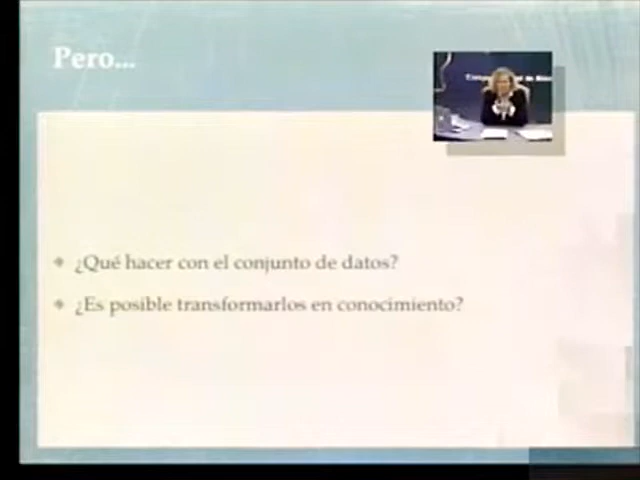 Pero...
¿Qué hacer con el conjunto de datos?
¿Es posible transformarlos en conocimiento?